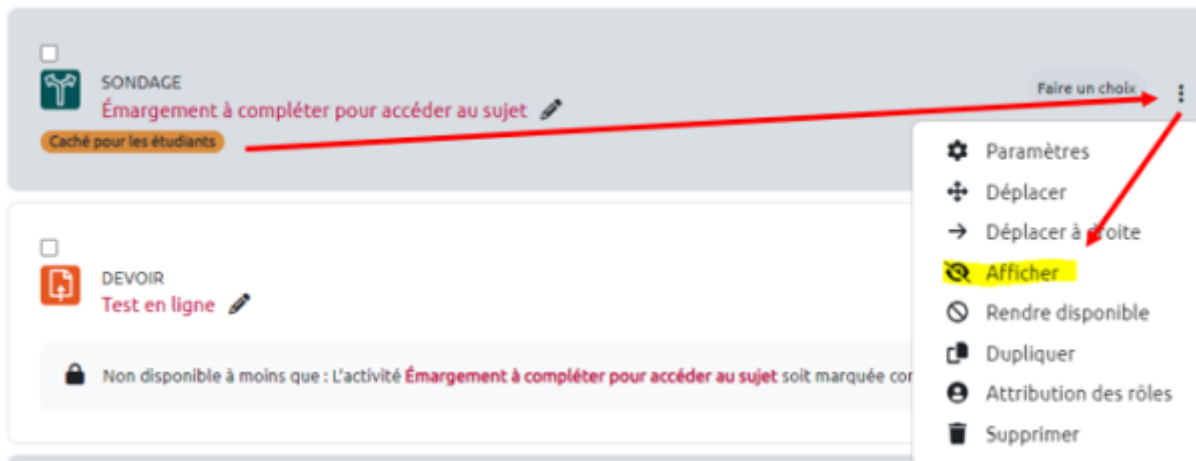 SONDAGE
Faire un choix
Émargement à compléter pour accéder au sujet
Caché pour les étudiants
Paramètres
Déplacer
Déplacer à droite
DEVOIR
Test en ligne
Afficher
Rendre disponible
Dupliquer
Non disponible à moins que : L'activité Émargement à compléter pour accéder au sujet soit marquée
Attribution des rôles
Supprimer